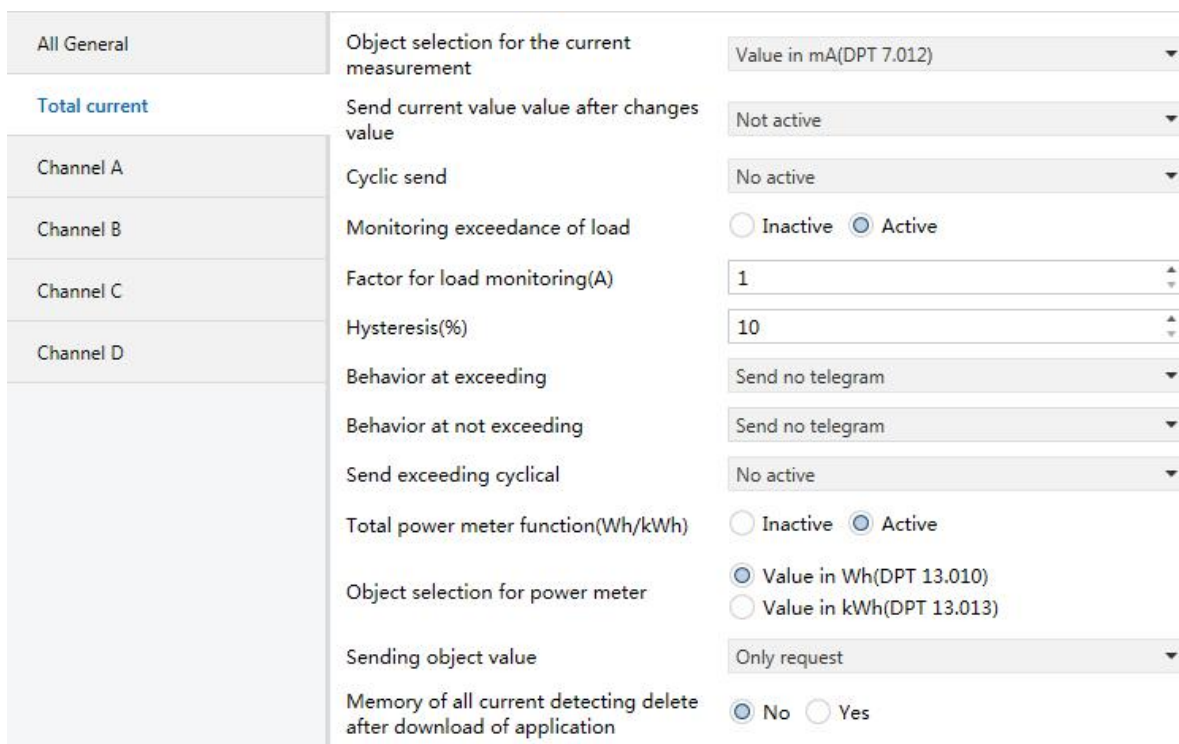 All General
Total current
Channel A
Channel B
Channel C
Channel D
Object selection for the current
measurement
Value in mA(DPT 7.012)
Send current value value after changes
value
Not active
Cyclic send
No active
Monitoring exceedance of load
Inactive Active
Factor for load monitoring(A)
1
Hysteresis(%)
10
Behavior at exceeding
Send no telegram
Behavior at not exceeding
Send no telegram
Send exceeding cyclical
No active
Total power meter function(Wh/kWh)
Inactive Active
Object selection for power meter
Value in Wh(DPT 13.010)
Value in kWh(DPT 13.013)
Sending object value
Only request
Memory of all current detecting delete
after download of application
No Yes